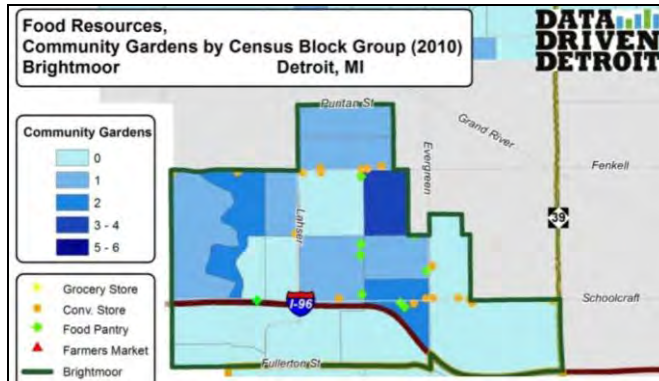 Food Resources,
Community Gardens by Census Block Group (2010)
Brightmoor Detroit, MI
DATA
DRIVEN
DETROIT
Puritan St
Grand River
Evergreen
Fenkell
Community Gardens
0
1
2
3 - 4
5 - 6
Lahser
39
Grocery Store
Conv. Store
Food Pantry
Farmers Market
Brightmoor
I-96
Schoolcraft
Fullerton St